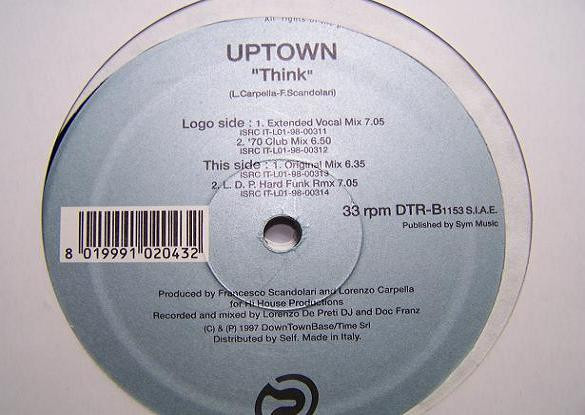 All rights of the p
UPTOWN
"Think"
(L.Carpella-F.Scandolari)
Logo side : 1. Extended Vocal Mix 7.05
ISRC IT-L01-98-00311
2. '70 Club Mix 6.50
ISRC IT-L01-98-00312
This side : 1. Original Mix 6.35
ISRC IT-L01-98-00313
2. L. D. P. Hard Funk Rmx 7.05
ISRC IT-L01-98-00314
33 rpm DTR-B1153 S.I.A.E.
Published by Sym Music
8 019991 020432
Produced by Francesco Scandolari and Lorenzo Carpella
for Hi House Productions
Recorded and mixed by Lorenzo De Preti DJ and Doc Franz
(C) & (P) 1997 DownTownBase/Time Srl
Distributed by Self. Made in Italy.